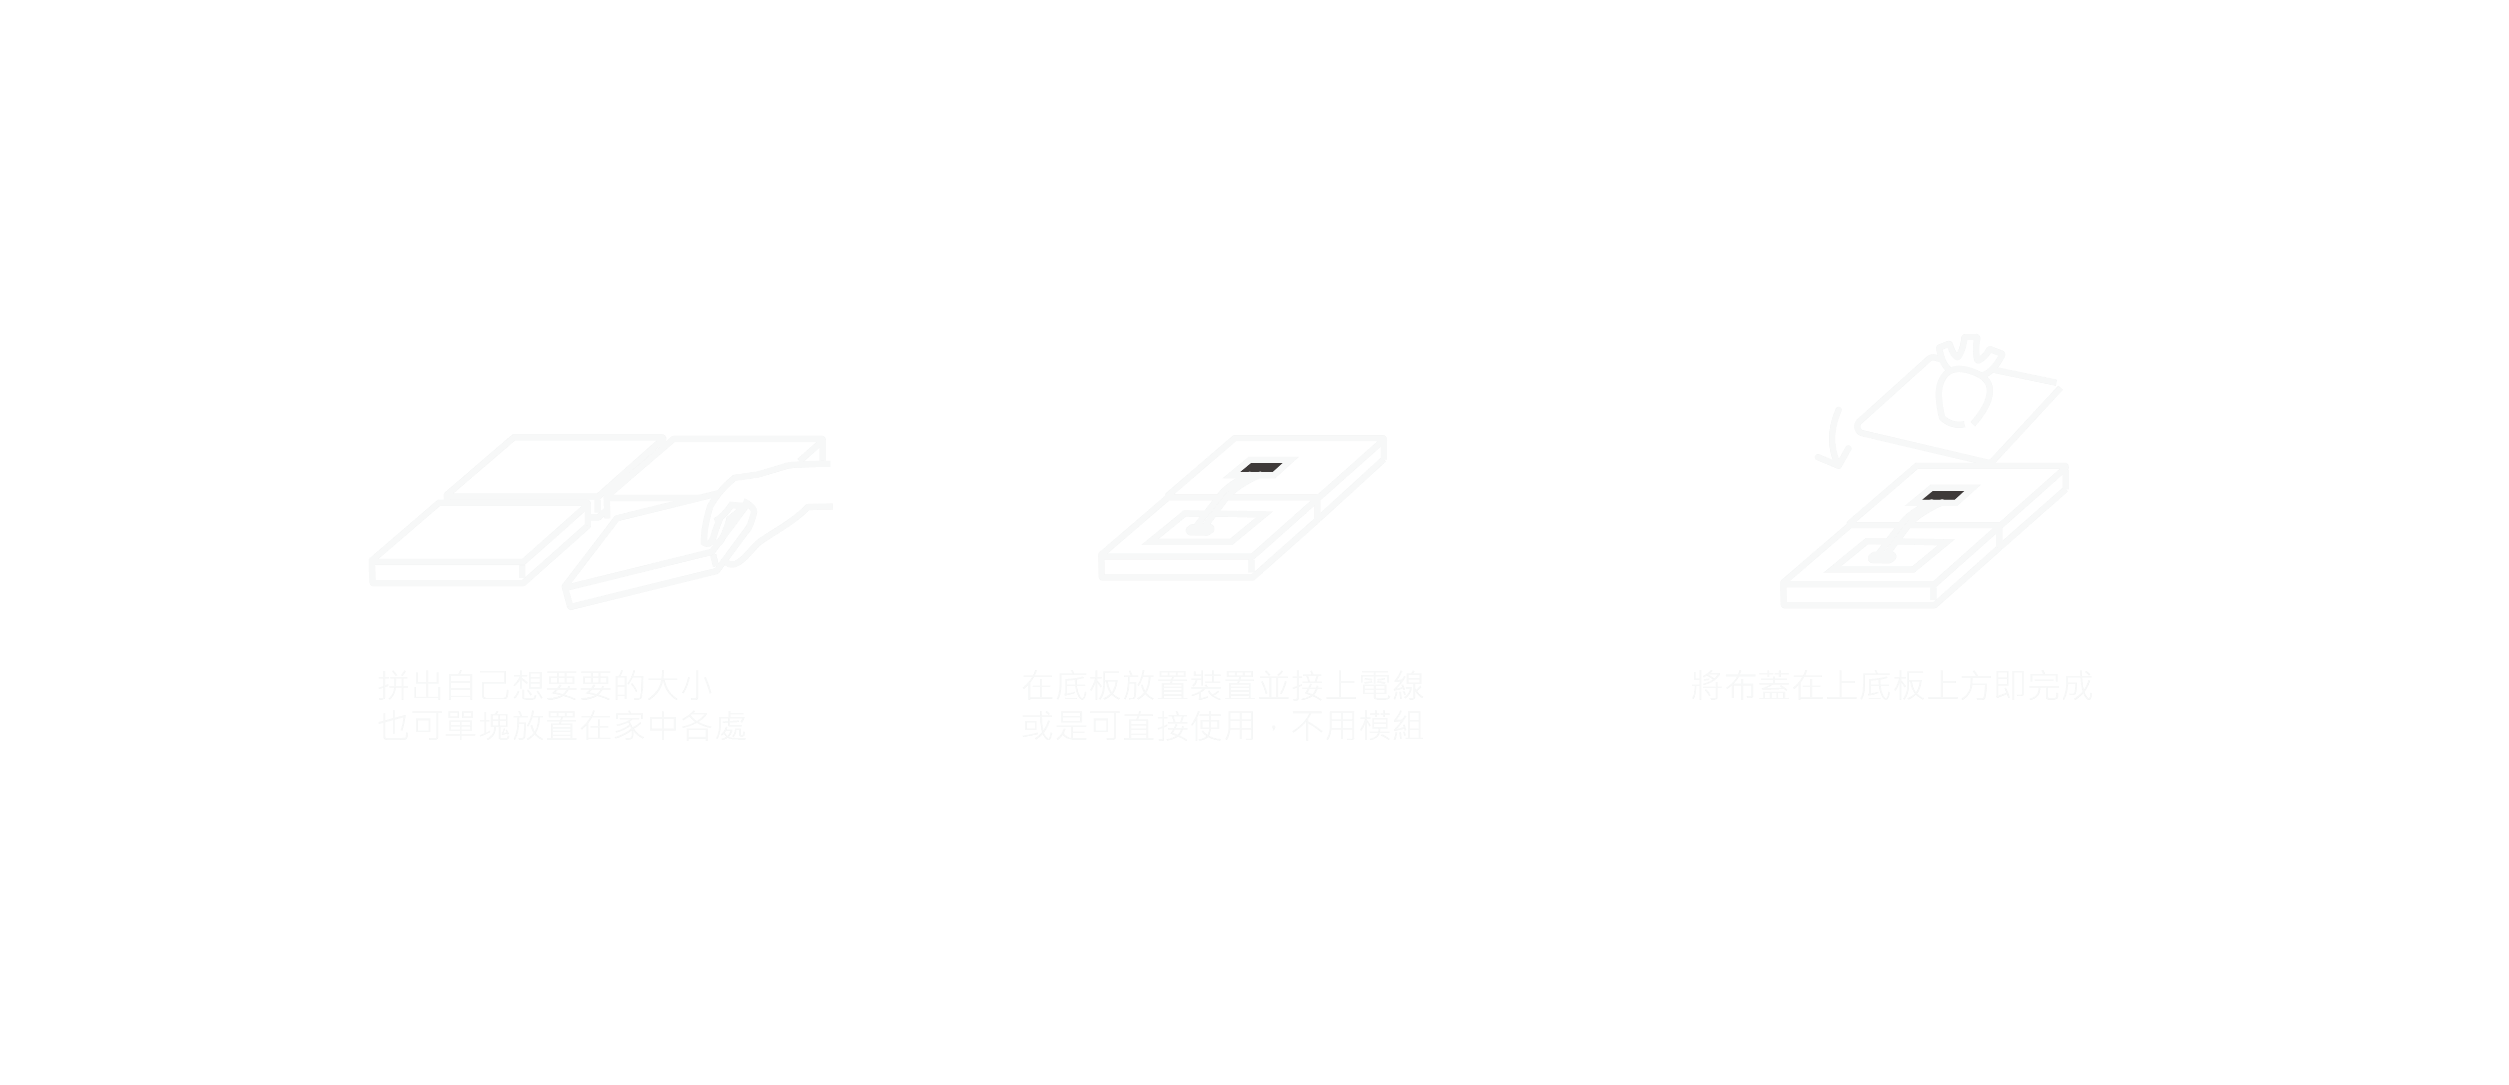 拼出自己想要要的大小
也可單塊放置在家中各處
在底板放置裝置並接上電線
或是可直接使用．不用模組
將布蓋在上底板上方即完成